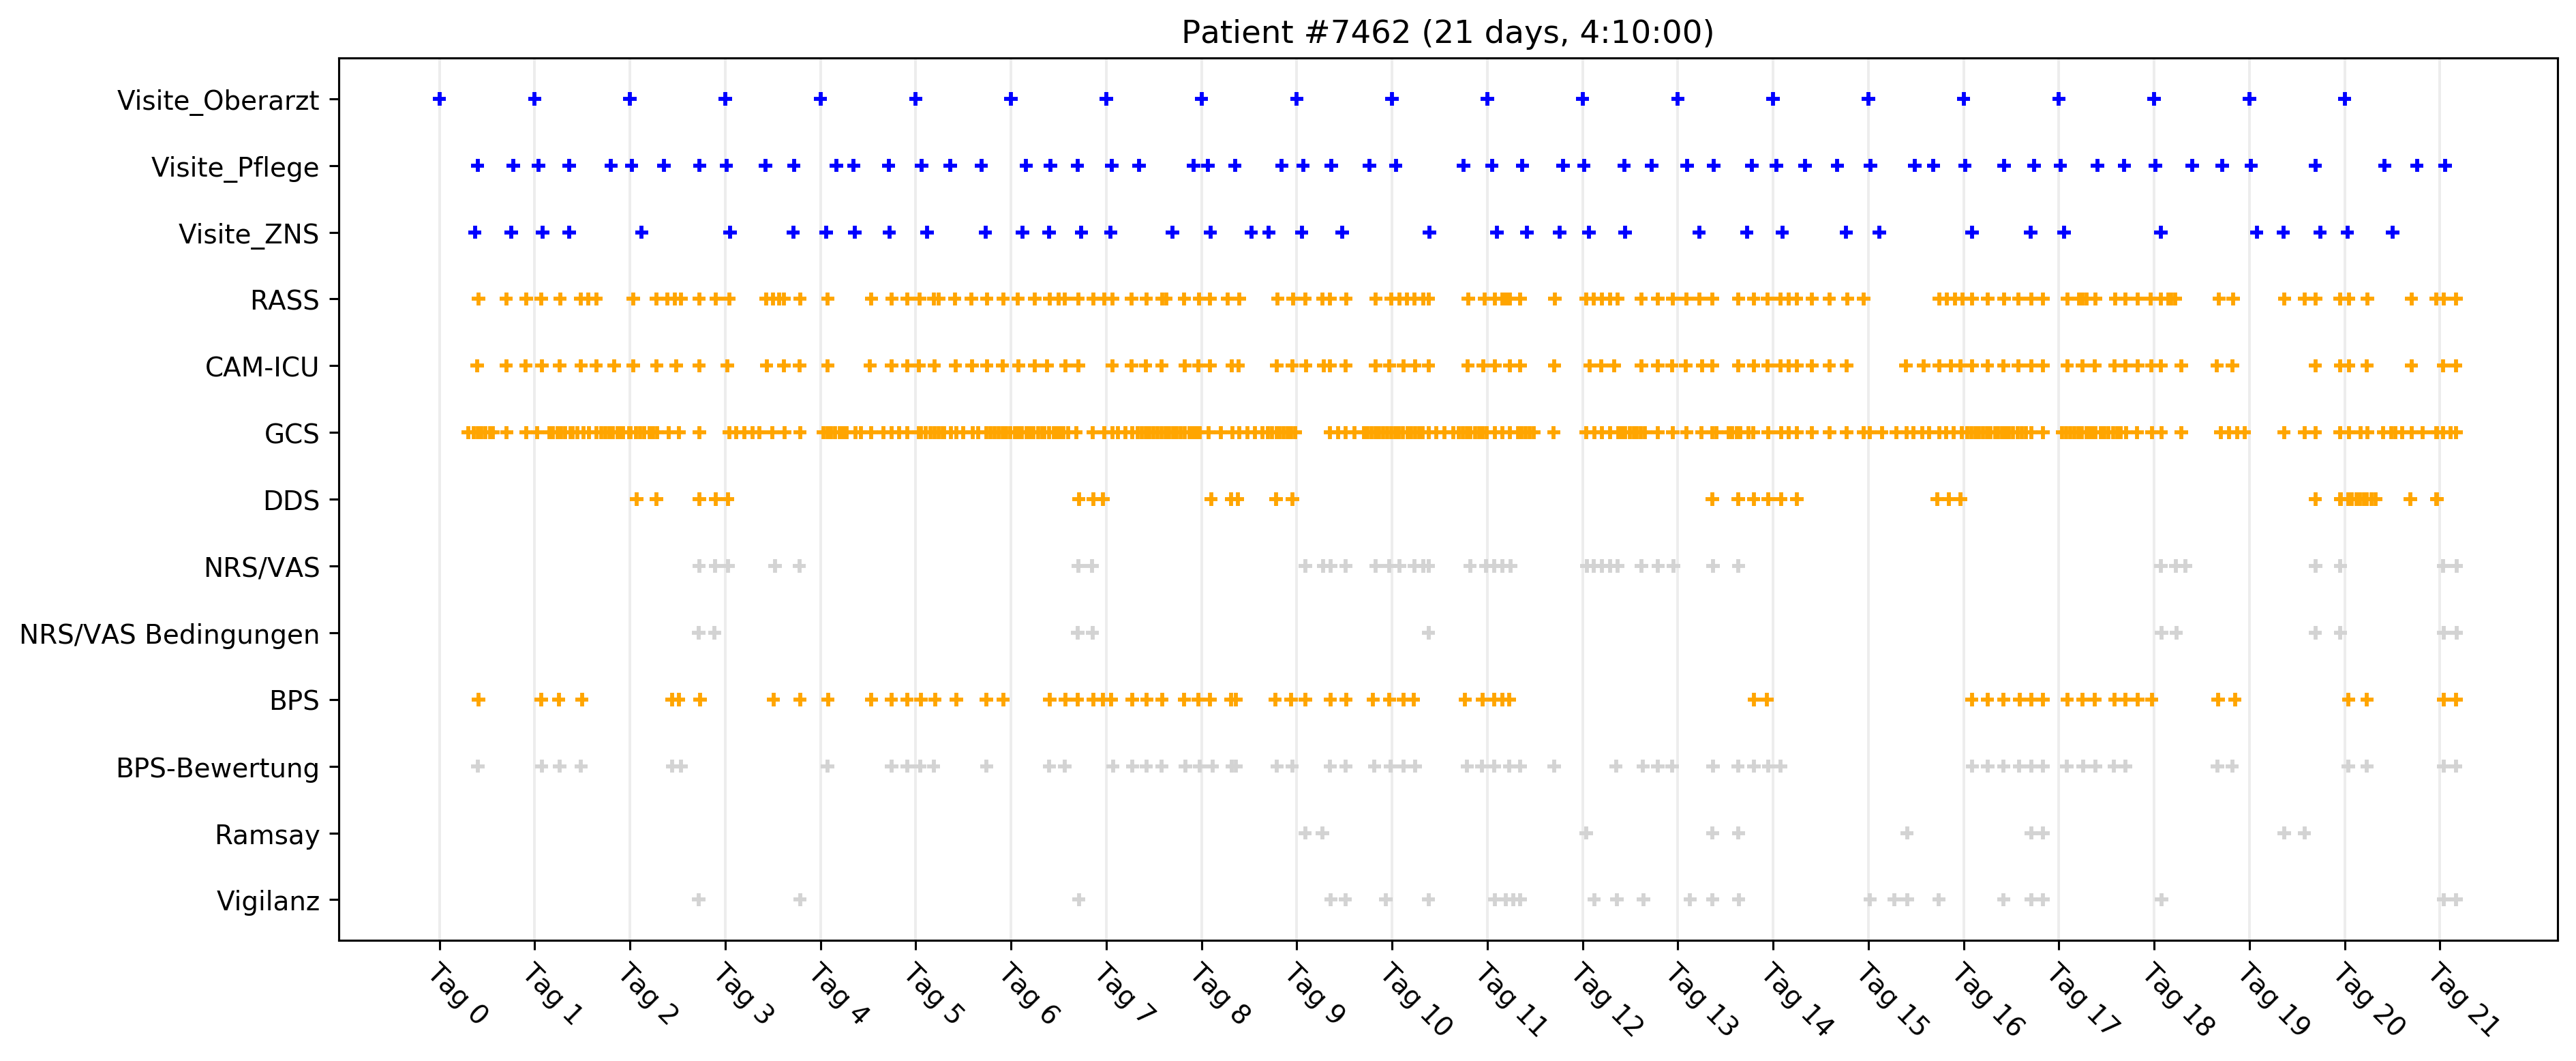 Patient #7462 (21 days, 4:10:00)
Visite_Oberarzt
Visite_Pflege
Visite_ZNS
RASS
CAM-ICU
GCS
DDS
NRS/VAS
NRS/VAS Bedingungen
BPS
BPS-Bewertung
Ramsay
Vigilanz
Tag 0
Tag 1
Tag 2
Tag 3
Tag 4
Tag 5
Tag 6
Tag 7
Tag 8
Tag 9
Tag 10
Tag 11
Tag 12
Tag 13
Tag 14
Tag 15
Tag 16
Tag 17
Tag 18
Tag 19
Tag 20
Tag 21